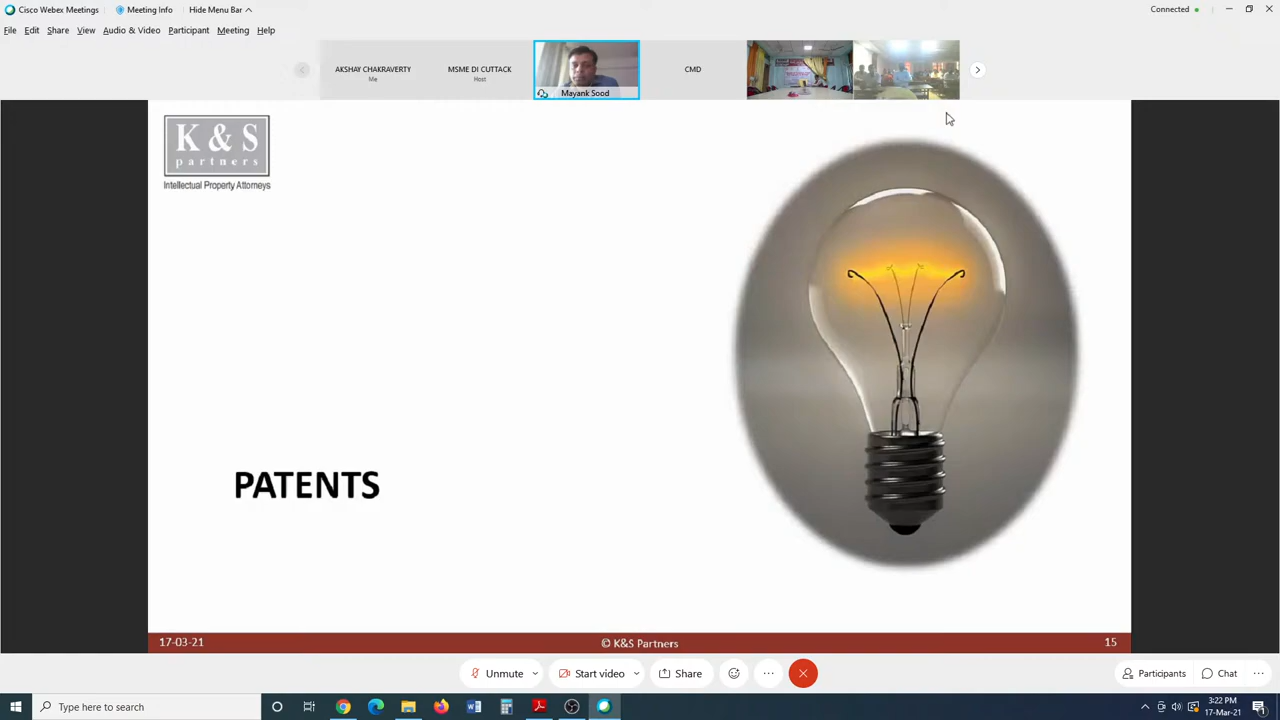 Cisco Webex Meetings
Meeting Info
Hide Menu Bar
Connected
File Edit Share View Audio & Video Participant Meeting Help
AKSHAY CHAKRAVERTY
Me
MSME DI CUTTACK
Host
Mayank Sood
CMD
K & S
partners
Intellectual Property Attorneys
PATENTS
17-03-21
© K&S Partners
15
Unmute
Start video
Share
Participants
Chat
Type here to search
3:22 PM
17-Mar-21